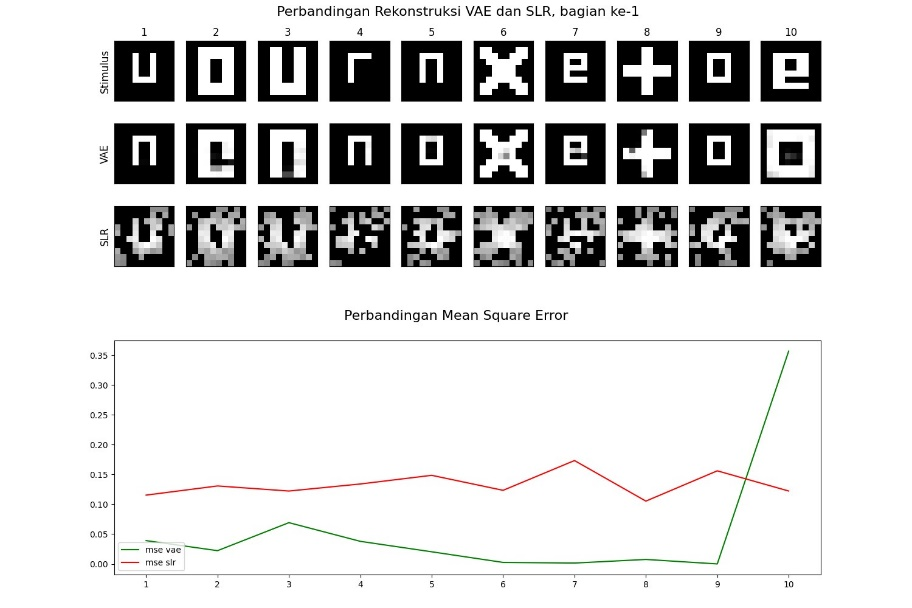 Perbandingan Rekonstruksi VAE dan SLR, bagian ke-1
1 2 3 4 5 6 7 8 9 10
Stimulus
VAE
SLR
Perbandingan Mean Square Error
0.35
0.30
0.25
0.20
0.15
0.10
0.05
0.00
mse vae
mse slr
1 2 3 4 5 6 7 8 9 10